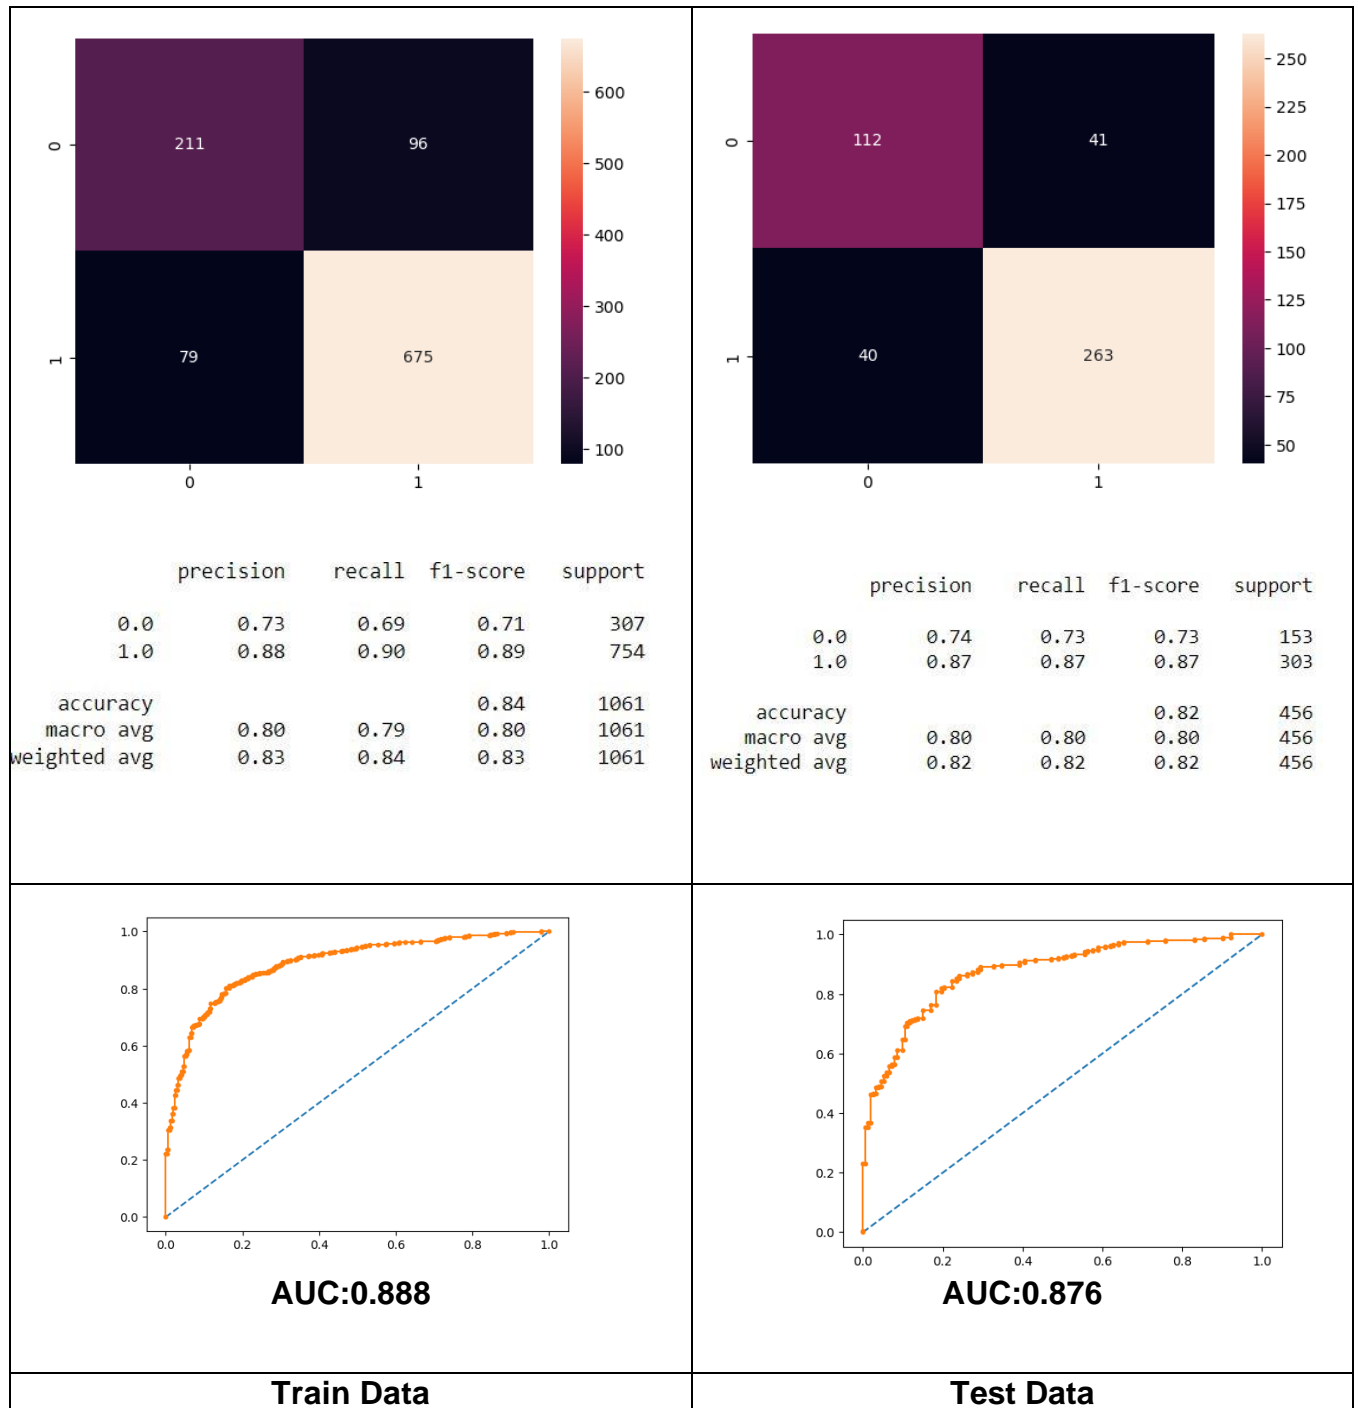 0
211
96
1
79
675
0
1
600
500
400
300
200
100
precision recall f1-score support
0.0 0.73 0.69 0.71 307
1.0 0.88 0.90 0.89 754
accuracy 0.84 1061
macro avg 0.80 0.79 0.80 1061
weighted avg 0.83 0.84 0.83 1061
0
112
41
1
40
263
0
1
250
225
200
175
150
125
100
75
50
precision recall f1-score support
0.0 0.74 0.73 0.73 153
1.0 0.87 0.87 0.87 303
accuracy 0.82 456
macro avg 0.80 0.80 0.80 456
weighted avg 0.82 0.82 0.82 456
1.0
0.8
0.6
0.4
0.2
0.0
0.0 0.2 0.4 0.6 0.8 1.0
AUC:0.888
1.0
0.8
0.6
0.4
0.2
0.0
0.0 0.2 0.4 0.6 0.8 1.0
AUC:0.876
Train Data
Test Data